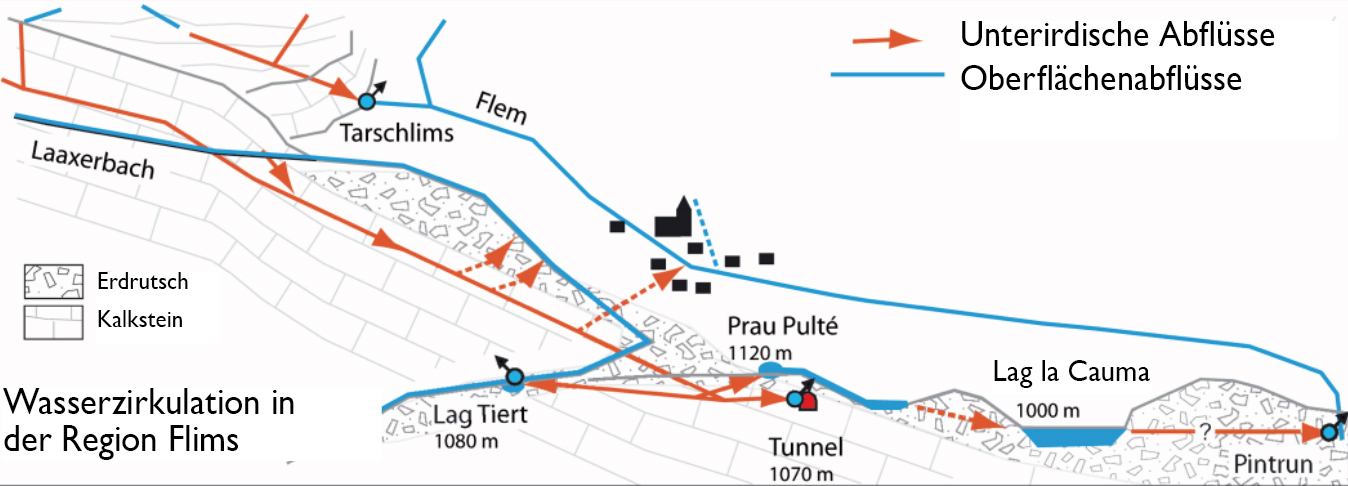 Unterirdische Abflüsse
Oberflächenabflüsse
Flem
Tarschlims
Laaxerbach
Erdrutsch
Kalkstein
Prau Pulté
1120 m
Lag la Cauma
1000 m
Wasserzirkulation in
der Region Flims
Lag Tiert
1080 m
Tunnel
1070 m
?
Pintrun